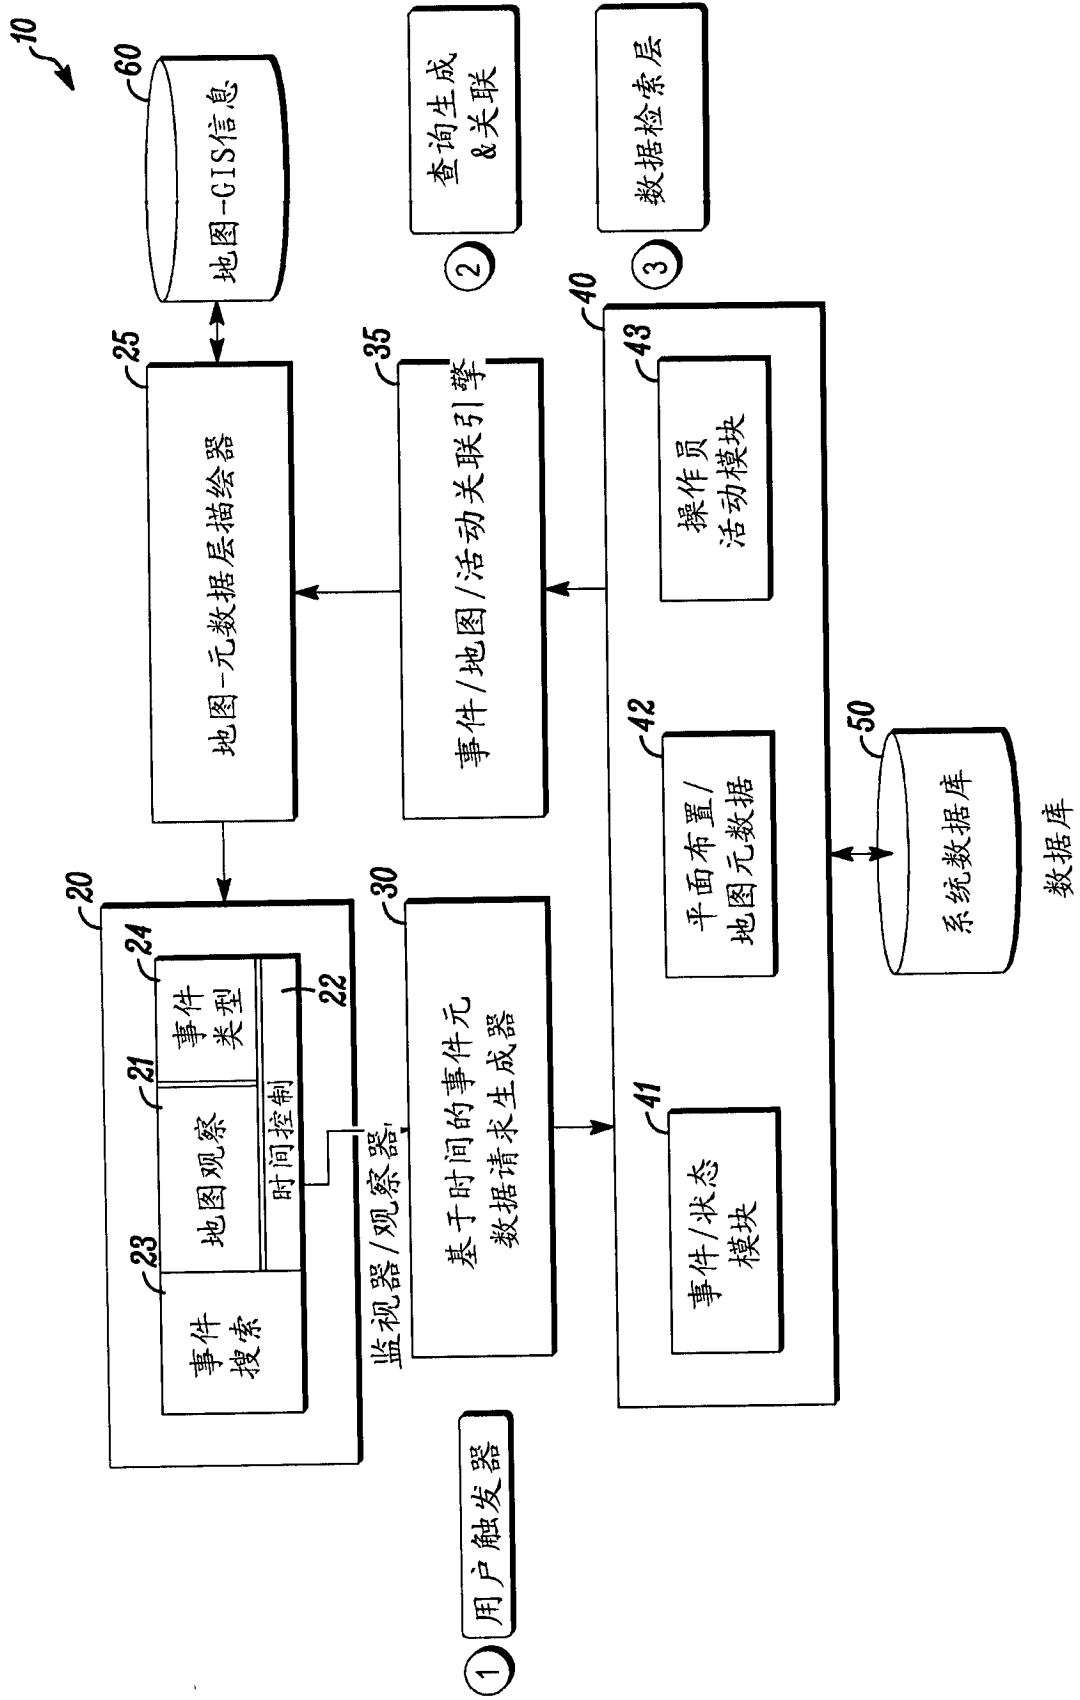 10
20
23
事件
搜索
21
地图观察
24
事件
类型
时间控制
22
监视器/观察器
25
地图-元数据层描绘器
60
地图-GIS信息
1
用户触发器
30
基于时间的事件元
数据请求生成器
35
事件/地图/活动关联引擎
2
查询生成
&关联
3
数据检索层
40
41
事件/状态
模块
42
平面布置/
地图元数据
43
操作员
活动模块
50
系统数据库
数据库